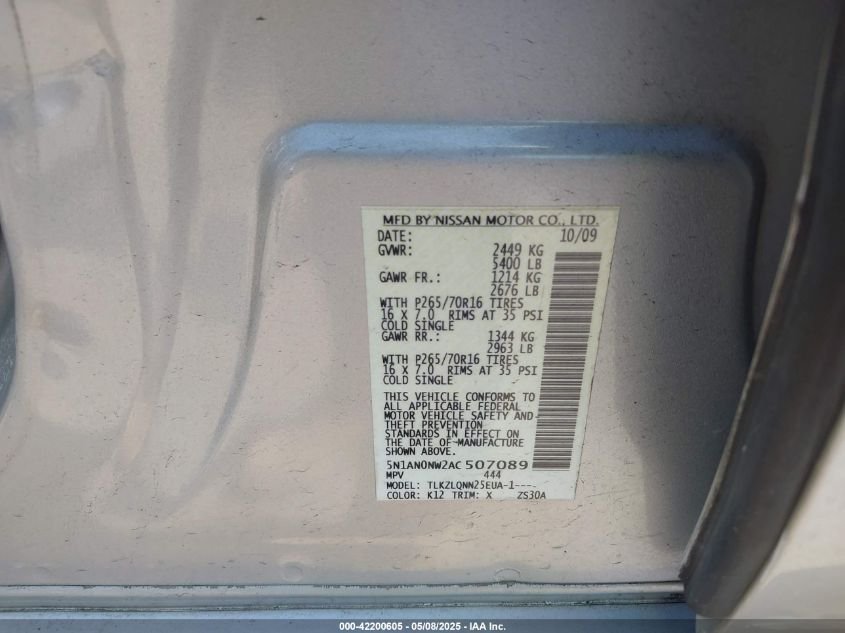 MFD BY NISSAN MOTOR CO., LTD.
DATE: 10/09
GVWR: 2449 KG
5400 LB
GAWR FR.: 1214 KG
2676 LB
WITH P265/70R16 TIRES
16 X 7.0 RIMS AT 35 PSI
COLD SINGLE
GAWR RR.: 1344 KG
2963 LB
WITH P265/70R16 TIRES
16 X 7.0 RIMS AT 35 PSI
COLD SINGLE
THIS VEHICLE CONFORMS TO
ALL APPLICABLE FEDERAL
MOTOR VEHICLE SAFETY AND
THEFT PREVENTION
STANDARDS IN EFFECT ON
THE DATE OF MANUFACTURE
SHOWN ABOVE.
5N1AN0NW2AC 507089
MPV 444
MODEL: TLKZLQNN25EUA-1----
COLOR: K12 TRIM: X ZS30A
000-42200605 - 05/08/2025 - IAA Inc.